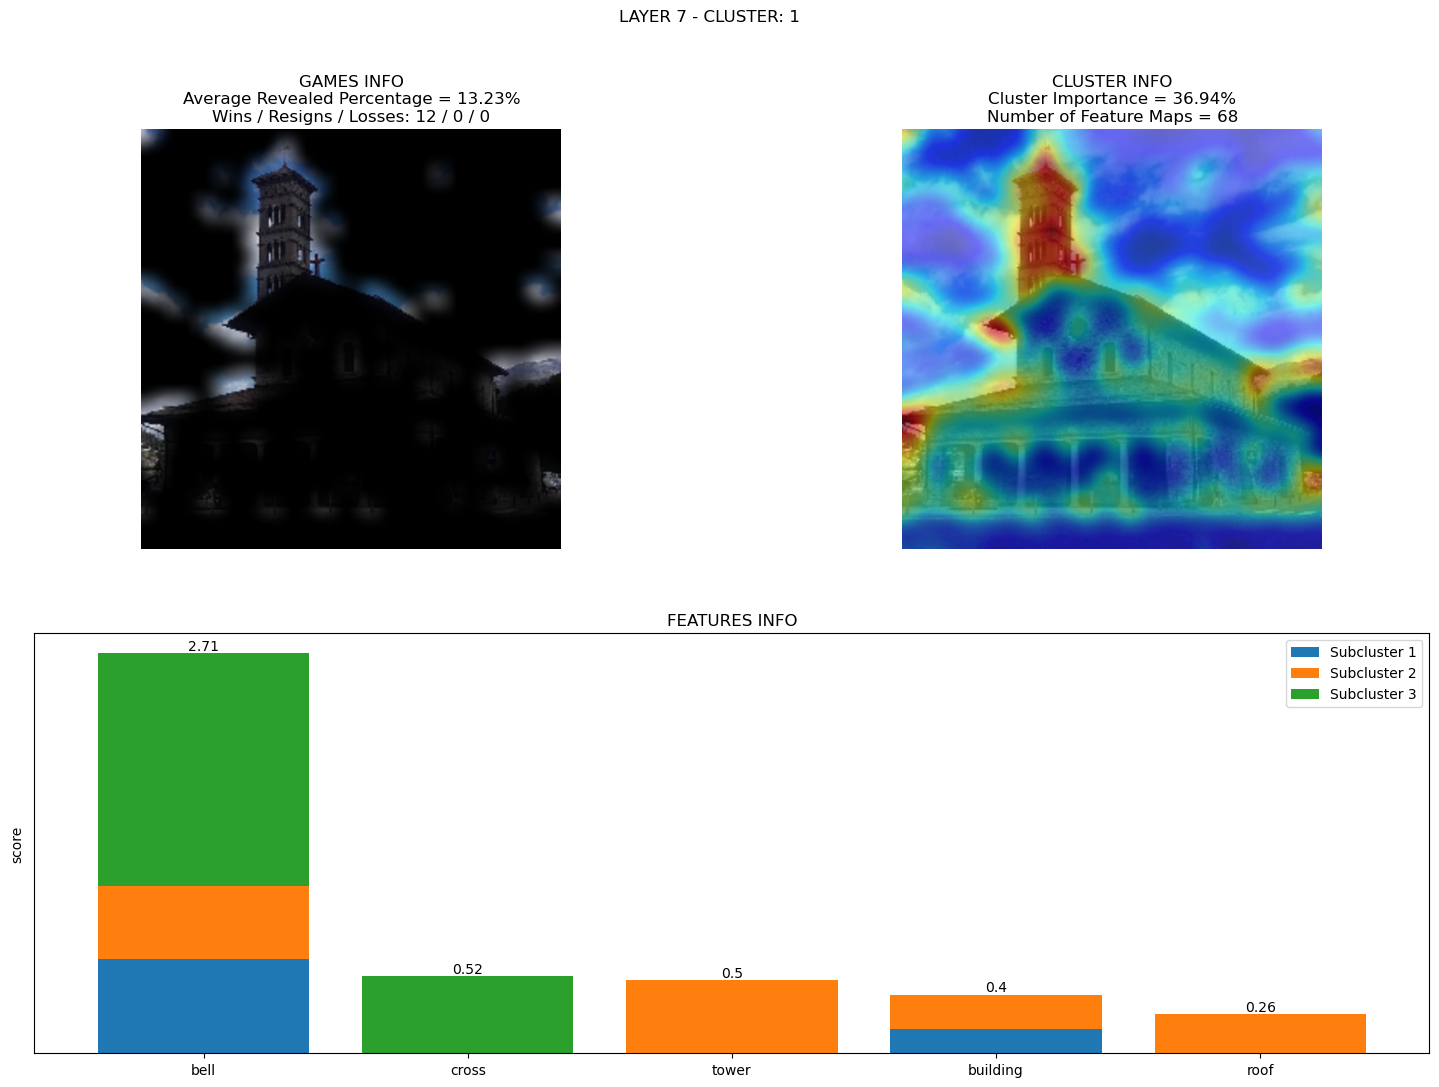 LAYER 7 - CLUSTER: 1
GAMES INFO
Average Revealed Percentage = 13.23%
Wins / Resigns / Losses: 12 / 0 / 0
CLUSTER INFO
Cluster Importance = 36.94%
Number of Feature Maps = 68
FEATURES INFO
score
2.71
0.52
0.5
0.4
0.26
Subcluster 1
Subcluster 2
Subcluster 3
bell
cross
tower
building
roof